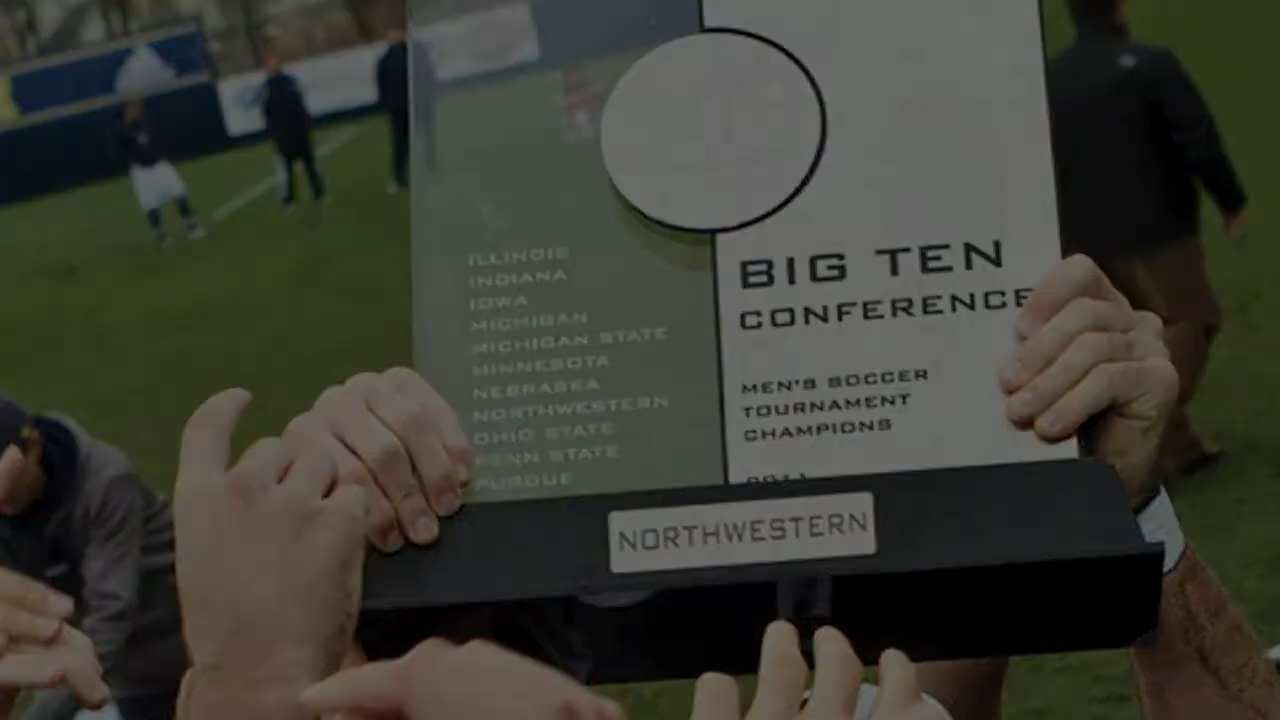 ILLINOIS
INDIANA
IOWA
MICHIGAN
MICHIGAN STATE
MINNESOTA
NEBRASKA
NORTHWESTERN
OHIO STATE
PENN STATE
PURDUE
BIG TEN
CONFERENCE
MEN'S SOCCER
TOURNAMENT
CHAMPIONS
2011
NORTHWESTERN